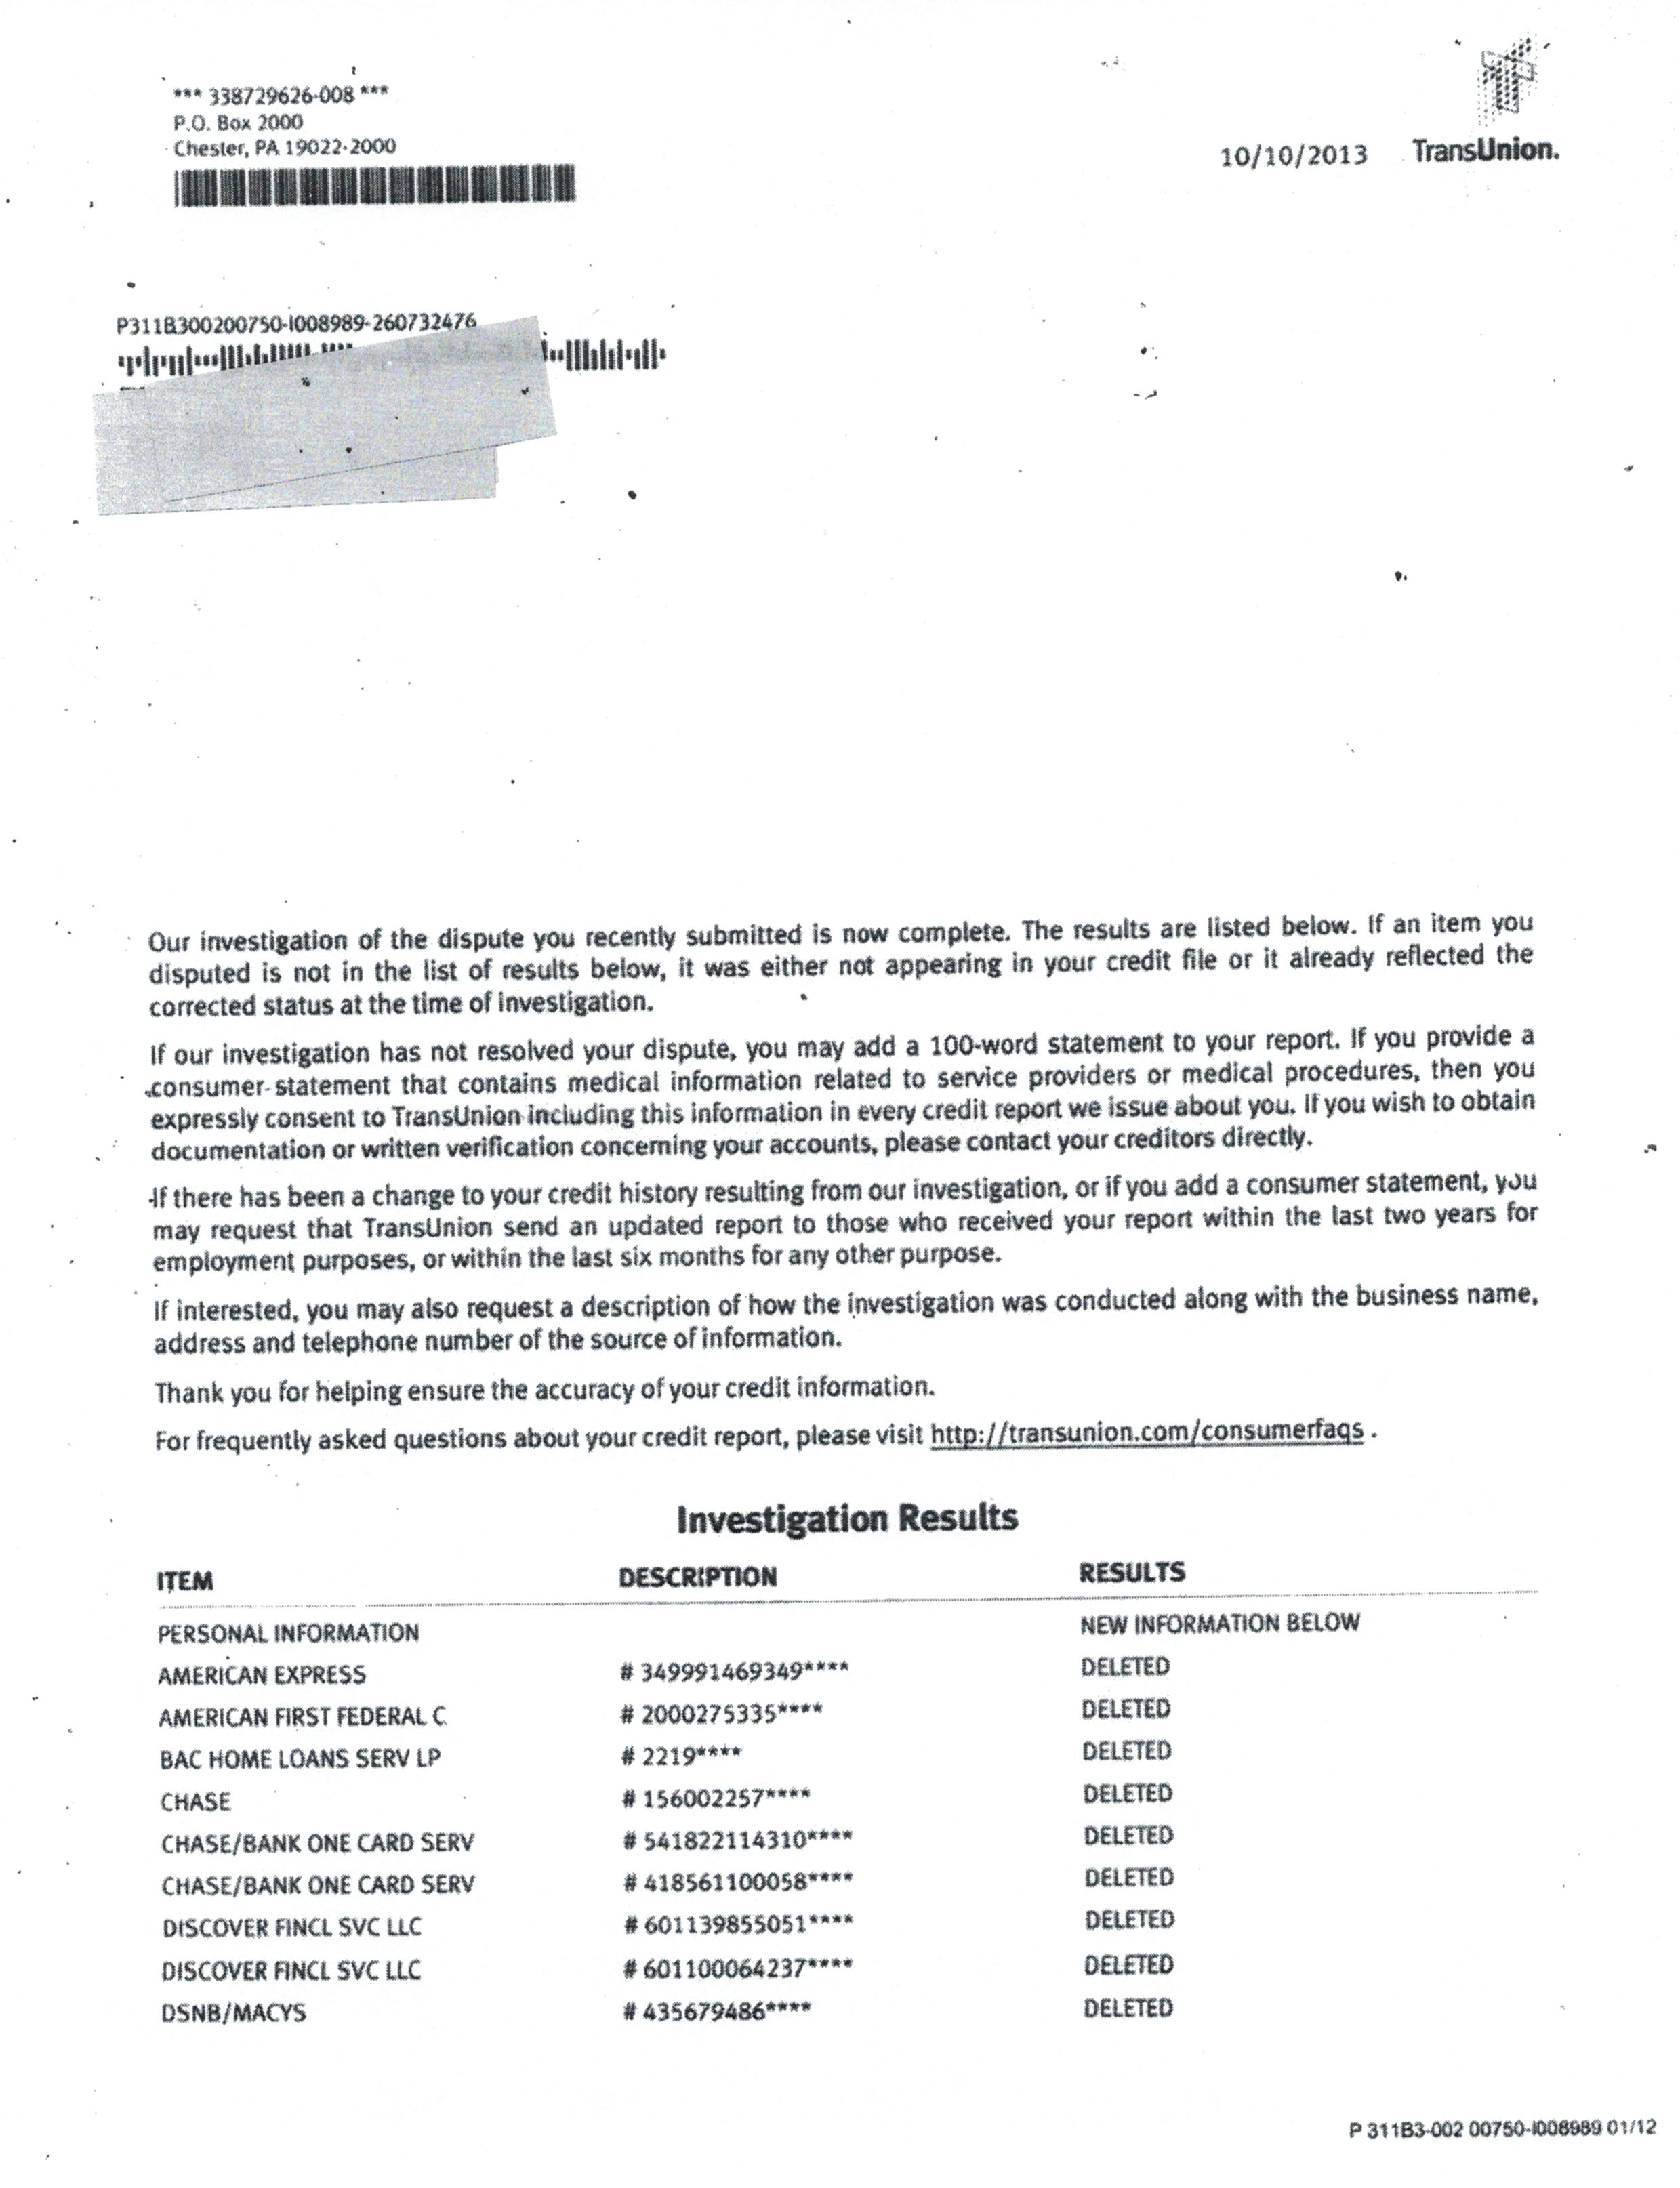 *** 338729626-008 ***
P.O. Box 2000
Chester, PA 19022-2000
10/10/2013 TransUnion.
P311B300200750-I008989-260732476
Our investigation of the dispute you recently submitted is now complete. The results are listed below. If an item you
disputed is not in the list of results below, it was either not appearing in your credit file or it already reflected the
corrected status at the time of investigation.
If our investigation has not resolved your dispute, you may add a 100-word statement to your report. If you provide a
consumer statement that contains medical information related to service providers or medical procedures, then you
expressly consent to TransUnion including this information in every credit report we issue about you. If you wish to obtain
documentation or written verification concerning your accounts, please contact your creditors directly.
If there has been a change to your credit history resulting from our investigation, or if you add a consumer statement, you
may request that TransUnion send an updated report to those who received your report within the last two years for
employment purposes, or within the last six months for any other purpose.
If interested, you may also request a description of how the investigation was conducted along with the business name,
address and telephone number of the source of information.
Thank you for helping ensure the accuracy of your credit information.
For frequently asked questions about your credit report, please visit http://transunion.com/consumerfaqs .
Investigation Results
ITEM DESCRIPTION RESULTS
PERSONAL INFORMATION NEW INFORMATION BELOW
AMERICAN EXPRESS # 349991469349**** DELETED
AMERICAN FIRST FEDERAL C # 2000275335**** DELETED
BAC HOME LOANS SERV LP # 2219**** DELETED
CHASE # 156002257**** DELETED
CHASE/BANK ONE CARD SERV # 541822114310**** DELETED
CHASE/BANK ONE CARD SERV # 418561100058**** DELETED
DISCOVER FINCL SVC LLC # 601139855051**** DELETED
DISCOVER FINCL SVC LLC # 601100064237**** DELETED
DSNB/MACYS # 435679486**** DELETED
P 311B3-002 00750-I008989 01/12